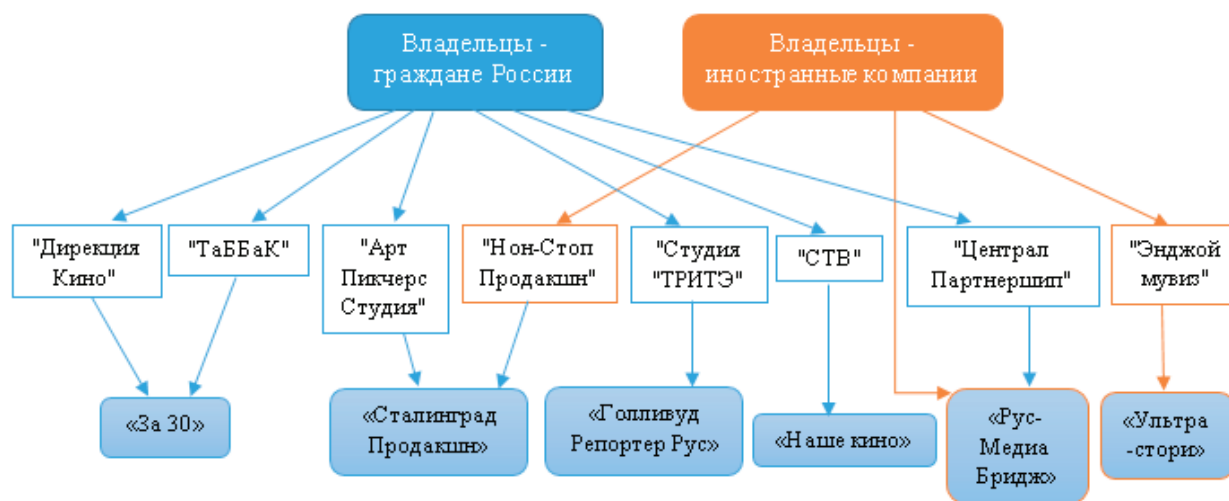 Владельцы -
граждане России
Владельцы -
иностранные компании
"Дирекция
Кино"
"ТаББаК"
"Арт
Пикчерс
Студия"
"Нон-Стоп
Продакшн"
"Студия
"ТРИТЭ"
"СТВ"
"Централ
Партнершип"
"Энджой
мувиз"
«За 30»
«Сталинград
Продакшн»
«Голливуд
Репортер Рус»
«Наше кино»
«Рус-
Медиа
Бридж»
«Ультра
-стори»